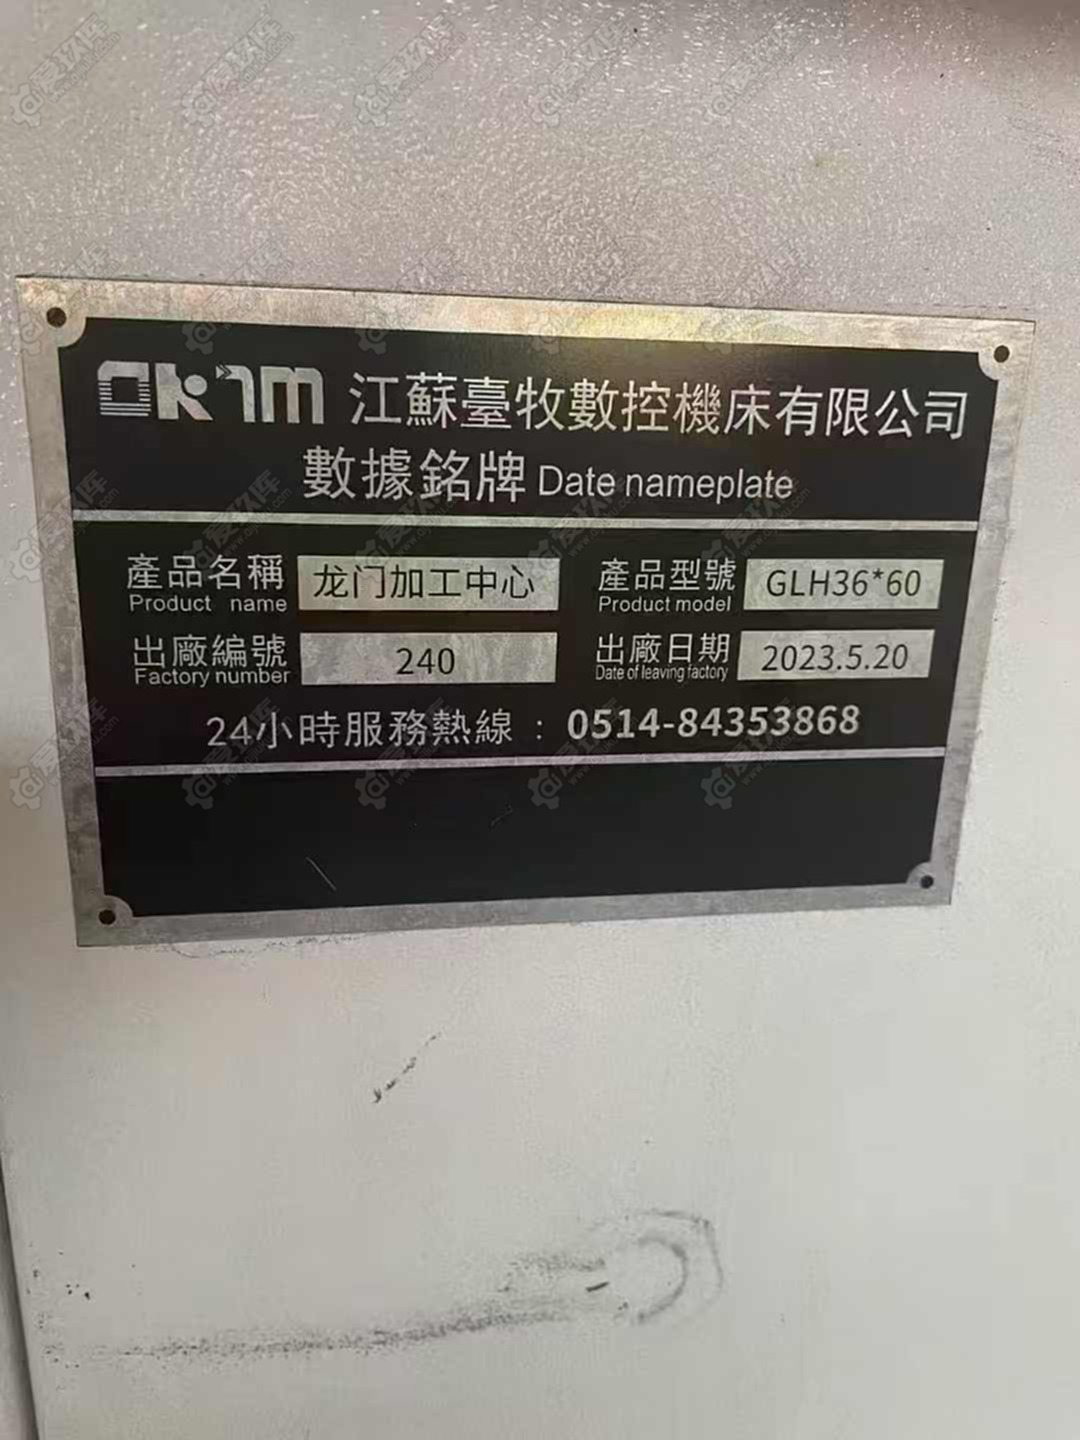 OKTM 江蘇臺牧數控機床有限公司
數據銘牌 Date nameplate
產品名稱 龙门加工中心 產品型號 GLH36*60
Product name Product model
出廠編號 240 出廠日期 2023.5.20
Factory number Date of leaving factory
24小時服務熱線：0514-84353868